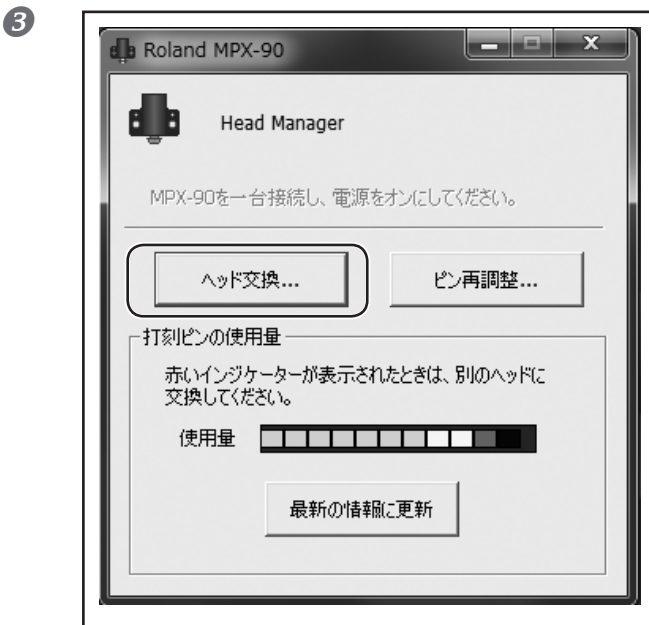 3
Roland MPX-90
Head Manager
MPX-90を一台接続し、電源をオンにしてください。
ヘッド交換...
ピン再調整...
打刻ピンの使用量
赤いインジケーターが表示されたときは、別のヘッドに
交換してください。
使用量
最新の情報に更新